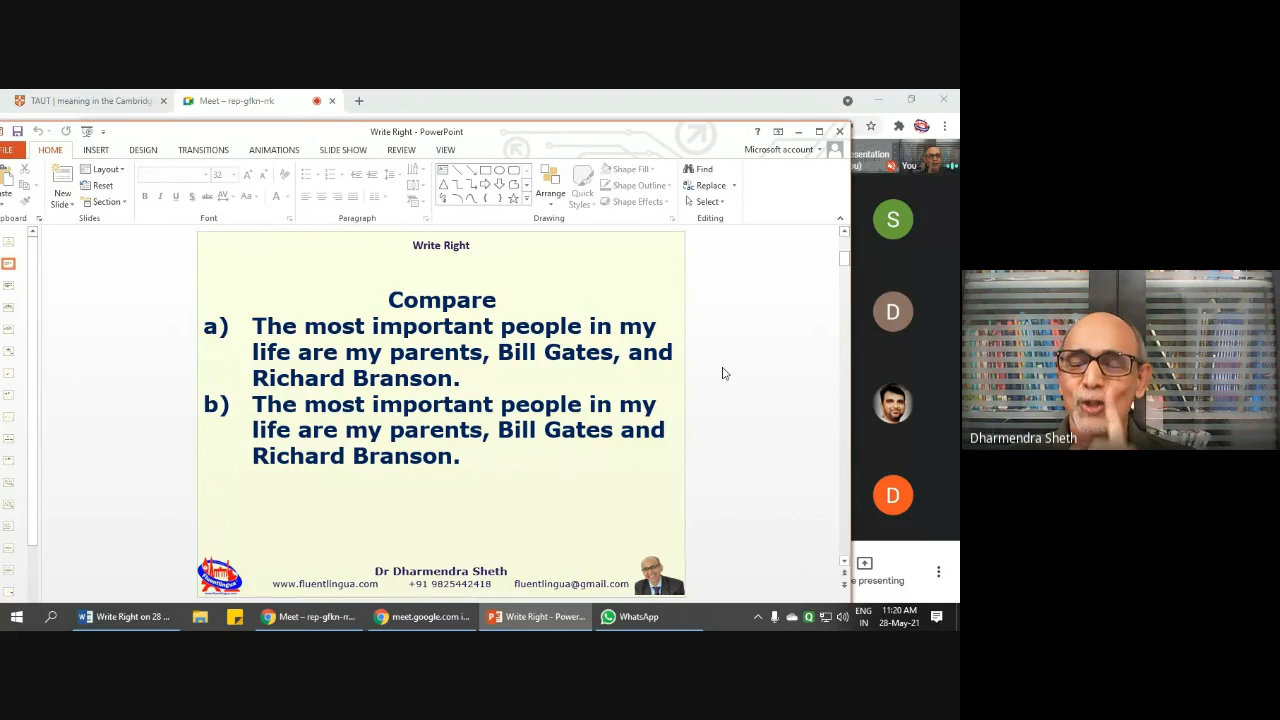 TAUT | meaning in the Cambridg
Meet – rep-gfkn-rrk
Write Right - PowerPoint
FILE HOME INSERT DESIGN TRANSITIONS ANIMATIONS SLIDE SHOW REVIEW VIEW
Microsoft account
Layout
Reset
Section
New
Slide
32
Slides
Font
Paragraph
Arrange
Quick
Styles
Shape Fill
Shape Outline
Shape Effects
Drawing
Find
Replace
Select
Editing
You
S
D
D
Write Right
Compare
a) The most important people in my
life are my parents, Bill Gates, and
Richard Branson.
b) The most important people in my
life are my parents, Bill Gates and
Richard Branson.
Dr Dharmendra Sheth
www.fluentlingua.com +91 9825442418 fluentlingua@gmail.com
e presenting
Dharmendra Sheth
Write Right on 28 ...
Meet – rep-gfkn-rr...
meet.google.com i...
Write Right - Power...
WhatsApp
ENG
IN
11:20 AM
28-May-21